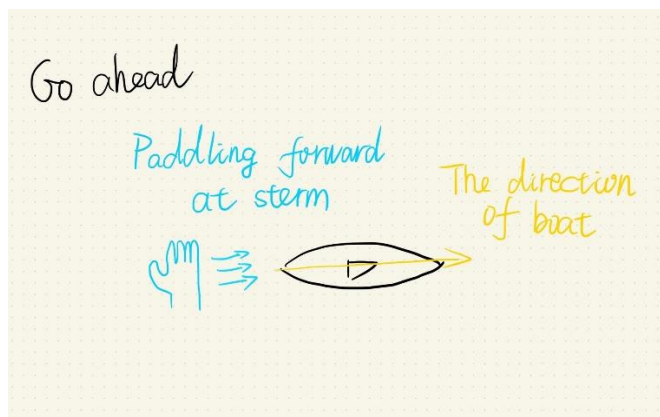 Go ahead
Paddling forward
at sterm
The direction
of boat